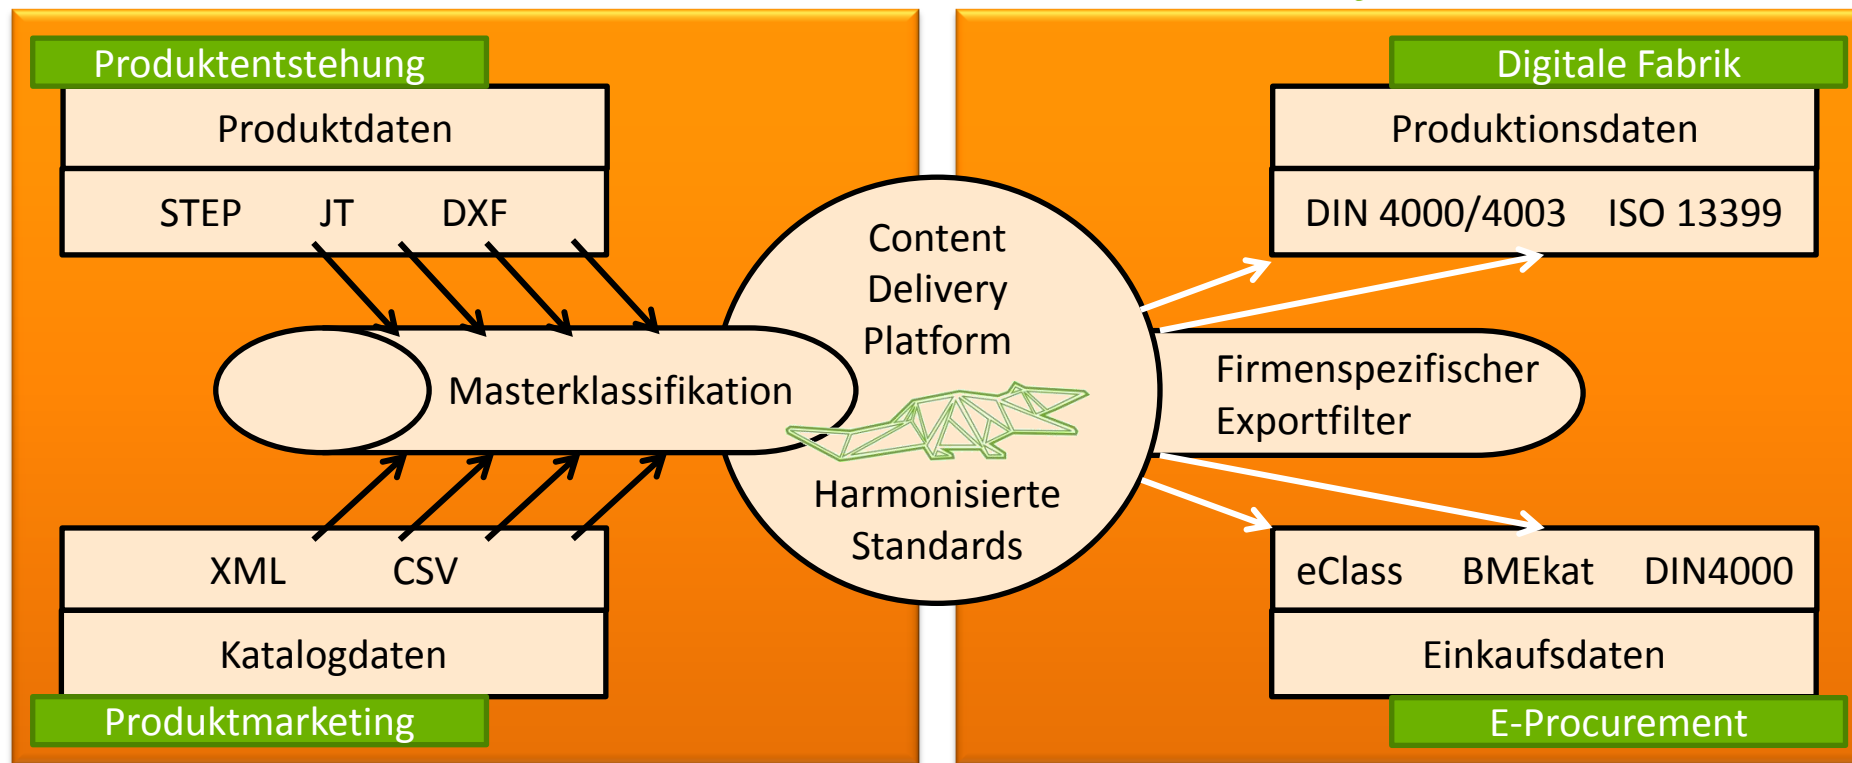 Produktentstehung
Produktdaten
STEP JT DXF
Masterklassifikation
XML CSV
Katalogdaten
Produktmarketing
Content
Delivery
Platform
Harmonisierte
Standards
Digitale Fabrik
Produktionsdaten
DIN 4000/4003 ISO 13399
Firmenspezifischer
Exportfilter
eClass BMEkat DIN4000
Einkaufsdaten
E-Procurement